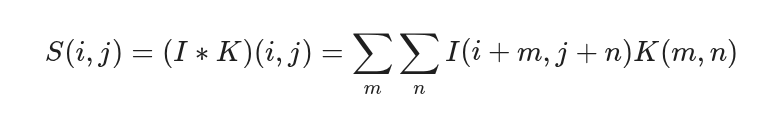 S(i, j) = (I ∗ K)(i, j) = ∑_m ∑_n I(i + m, j + n)K(m, n)